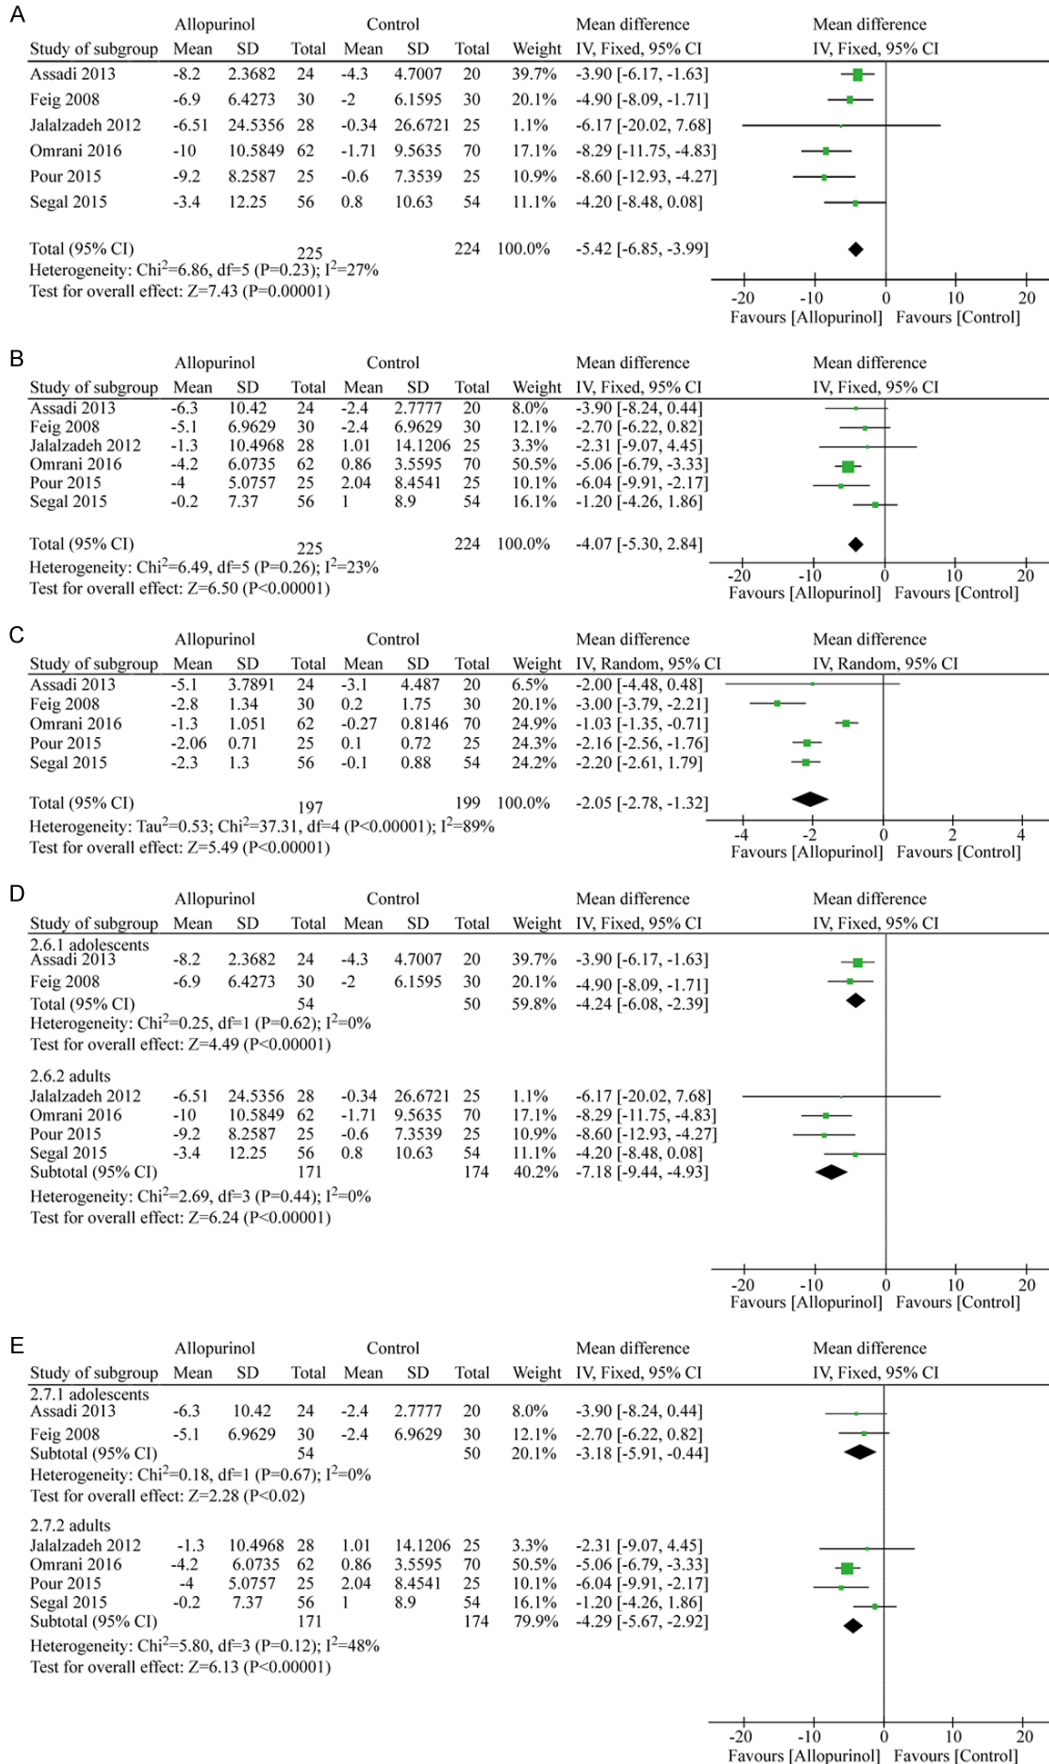 A
Allopurinol Control Mean difference Mean difference
Study of subgroup Mean SD Total Mean SD Total Weight IV, Fixed, 95% CI IV, Fixed, 95% CI
Assadi 2013 -8.2 2.3682 24 -4.3 4.7007 20 39.7% -3.90 [-6.17, -1.63]
Feig 2008 -6.9 6.4273 30 -2 6.1595 30 20.1% -4.90 [-8.09, -1.71]
Jalalzadeh 2012 -6.51 24.5356 28 -0.34 26.6721 25 1.1% -6.17 [-20.02, 7.68]
Omrani 2016 -10 10.5849 62 -1.71 9.5635 70 17.1% -8.29 [-11.75, -4.83]
Pour 2015 -9.2 8.2587 25 -0.6 7.3539 25 10.9% -8.60 [-12.93, -4.27]
Segal 2015 -3.4 12.25 56 0.8 10.63 54 11.1% -4.20 [-8.48, 0.08]
Total (95% CI) 225 224 100.0% -5.42 [-6.85, -3.99]
Heterogeneity: Chi²=6.86, df=5 (P=0.23); I²=27%
Test for overall effect: Z=7.43 (P=0.00001)
-20 -10 0 10 20
Favours [Allopurinol] Favours [Control]
B
Allopurinol Control Mean difference Mean difference
Study of subgroup Mean SD Total Mean SD Total Weight IV, Fixed, 95% CI IV, Fixed, 95% CI
Assadi 2013 -6.3 10.42 24 -2.4 2.7777 20 8.0% -3.90 [-8.24, 0.44]
Feig 2008 -5.1 6.9629 30 -2.4 6.9629 30 12.1% -2.70 [-6.22, 0.82]
Jalalzadeh 2012 -1.3 10.4968 28 1.01 14.1206 25 3.3% -2.31 [-9.07, 4.45]
Omrani 2016 -4.2 6.0735 62 0.86 3.5595 70 50.5% -5.06 [-6.79, -3.33]
Pour 2015 -4 5.0757 25 2.04 8.4541 25 10.1% -6.04 [-9.91, -2.17]
Segal 2015 -0.2 7.37 56 1 8.9 54 16.1% -1.20 [-4.26, 1.86]
Total (95% CI) 225 224 100.0% -4.07 [-5.30, 2.84]
Heterogeneity: Chi²=6.49, df=5 (P=0.26); I²=23%
Test for overall effect: Z=6.50 (P<0.00001)
-20 -10 0 10 20
Favours [Allopurinol] Favours [Control]
C
Allopurinol Control Mean difference Mean difference
Study of subgroup Mean SD Total Mean SD Total Weight IV, Random, 95% CI IV, Random, 95% CI
Assadi 2013 -5.1 3.7891 24 -3.1 4.487 20 6.5% -2.00 [-4.48, 0.48]
Feig 2008 -2.8 1.34 30 0.2 1.75 30 20.1% -3.00 [-3.79, -2.21]
Omrani 2016 -1.3 1.051 62 -0.27 0.8146 70 24.9% -1.03 [-1.35, -0.71]
Pour 2015 -2.06 0.71 25 0.1 0.72 25 24.3% -2.16 [-2.56, -1.76]
Segal 2015 -2.3 1.3 56 -0.1 0.88 54 24.2% -2.20 [-2.61, 1.79]
Total (95% CI) 197 199 100.0% -2.05 [-2.78, -1.32]
Heterogeneity: Tau²=0.53; Chi²=37.31, df=4 (P<0.00001); I²=89%
Test for overall effect: Z=5.49 (P<0.00001)
-4 -2 0 2 4
Favours [Allopurinol] Favours [Control]
D
Allopurinol Control Mean difference Mean difference
Study of subgroup Mean SD Total Mean SD Total Weight IV, Fixed, 95% CI IV, Fixed, 95% CI
2.6.1 adolescents
Assadi 2013 -8.2 2.3682 24 -4.3 4.7007 20 39.7% -3.90 [-6.17, -1.63]
Feig 2008 -6.9 6.4273 30 -2 6.1595 30 20.1% -4.90 [-8.09, -1.71]
Total (95% CI) 54 50 59.8% -4.24 [-6.08, -2.39]
Heterogeneity: Chi²=0.25, df=1 (P=0.62); I²=0%
Test for overall effect: Z=4.49 (P<0.00001)
2.6.2 adults
Jalalzadeh 2012 -6.51 24.5356 28 -0.34 26.6721 25 1.1% -6.17 [-20.02, 7.68]
Omrani 2016 -10 10.5849 62 -1.71 9.5635 70 17.1% -8.29 [-11.75, -4.83]
Pour 2015 -9.2 8.2587 25 -0.6 7.3539 25 10.9% -8.60 [-12.93, -4.27]
Segal 2015 -3.4 12.25 56 0.8 10.63 54 11.1% -4.20 [-8.48, 0.08]
Subtotal (95% CI) 171 174 40.2% -7.18 [-9.44, -4.93]
Heterogeneity: Chi²=2.69, df=3 (P=0.44); I²=0%
Test for overall effect: Z=6.24 (P<0.00001)
-20 -10 0 10 20
Favours [Allopurinol] Favours [Control]
E
Allopurinol Control Mean difference Mean difference
Study of subgroup Mean SD Total Mean SD Total Weight IV, Fixed, 95% CI IV, Fixed, 95% CI
2.7.1 adolescents
Assadi 2013 -6.3 10.42 24 -2.4 2.7777 20 8.0% -3.90 [-8.24, 0.44]
Feig 2008 -5.1 6.9629 30 -2.4 6.9629 30 12.1% -2.70 [-6.22, 0.82]
Subtotal (95% CI) 54 50 20.1% -3.18 [-5.91, -0.44]
Heterogeneity: Chi²=0.18, df=1 (P=0.67); I²=0%
Test for overall effect: Z=2.28 (P<0.02)
2.7.2 adults
Jalalzadeh 2012 -1.3 10.4968 28 1.01 14.1206 25 3.3% -2.31 [-9.07, 4.45]
Omrani 2016 -4.2 6.0735 62 0.86 3.5595 70 50.5% -5.06 [-6.79, -3.33]
Pour 2015 -4 5.0757 25 2.04 8.4541 25 10.1% -6.04 [-9.91, -2.17]
Segal 2015 -0.2 7.37 56 1 8.9 54 16.1% -1.20 [-4.26, 1.86]
Subtotal (95% CI) 171 174 79.9% -4.29 [-5.67, -2.92]
Heterogeneity: Chi²=5.80, df=3 (P=0.12); I²=48%
Test for overall effect: Z=6.13 (P<0.00001)
-20 -10 0 10 20
Favours [Allopurinol] Favours [Control]